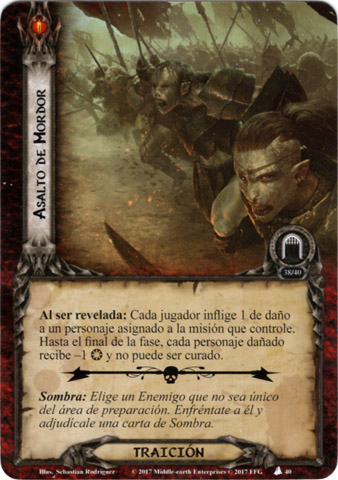 ASALTO DE MORDOR
38/40
Al ser revelada: Cada jugador inflige 1 de daño
a un personaje asignado a la misión que controle.
Hasta el final de la fase, cada personaje dañado
recibe –1 y no puede ser curado.
Sombra: Elige un Enemigo que no sea único
del área de preparación. Enfréntate a él y
adjudícale una carta de Sombra.
TRAICIÓN
Illus. Sebastian Rodriguez © 2017 Middle-earth Enterprises © 2017 FFG 40